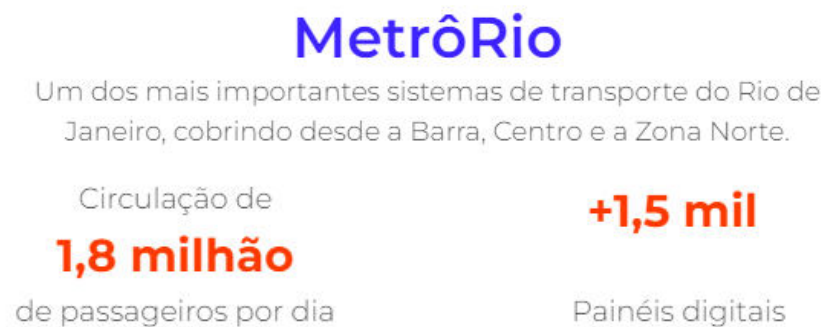 MetrôRio
Um dos mais importantes sistemas de transporte do Rio de
Janeiro, cobrindo desde a Barra, Centro e a Zona Norte.
Circulação de
1,8 milhão
de passageiros por dia
+1,5 mil
Painéis digitais